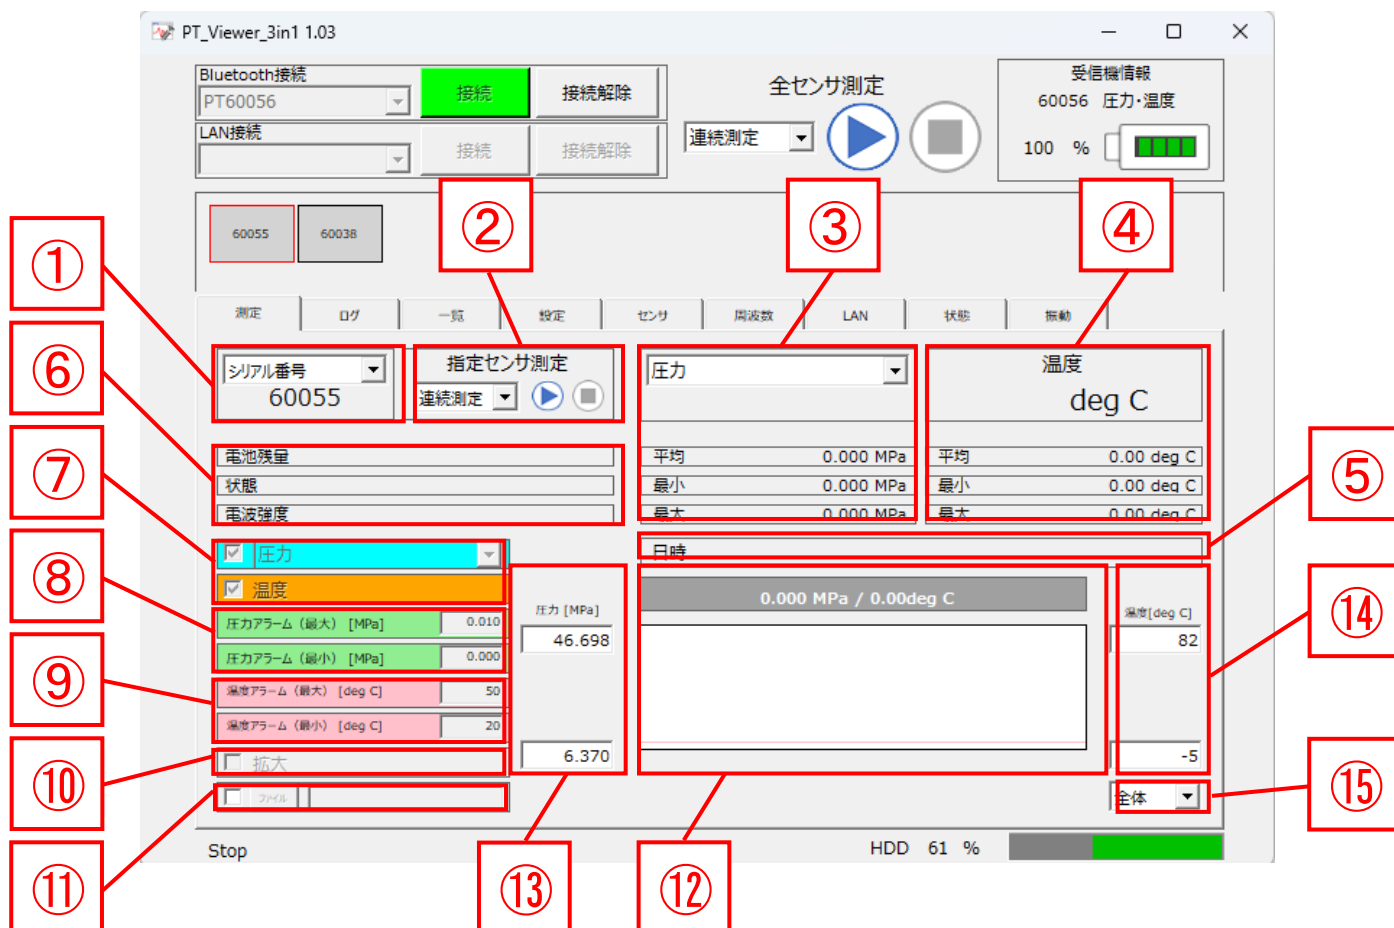 PT_Viewer_3in1 1.03
Bluetooth接続
PT60056
接続
接続解除
LAN接続
接続
接続解除
全センサ測定
連続測定
受信機情報
60056 圧力・温度
100 %
60055
60038
①
②
③
④
測定
ログ
一覧
設定
センサ
周波数
LAN
状態
振動
シリアル番号
60055
指定センサ測定
連続測定
圧力
温度
deg C
⑤
⑥
⑦
電池残量
状態
電波強度
平均 0.000 MPa
最小 0.000 MPa
最大 0.000 MPa
平均 0.00 deg C
最小 0.00 deg C
最大 0.00 deg C
日時
⑧
⑨
⑩
⑪
圧力
温度
圧力アラーム（最大） [MPa] 0.010
圧力アラーム（最小） [MPa] 0.000
温度アラーム（最大） [deg C] 50
温度アラーム（最小） [deg C] 20
拡大
ファイル
圧力 [MPa]
46.698
6.370
0.000 MPa / 0.00deg C
温度[deg C]
82
-5
全体
⑭
⑮
⑬
⑫
Stop
HDD 61 %